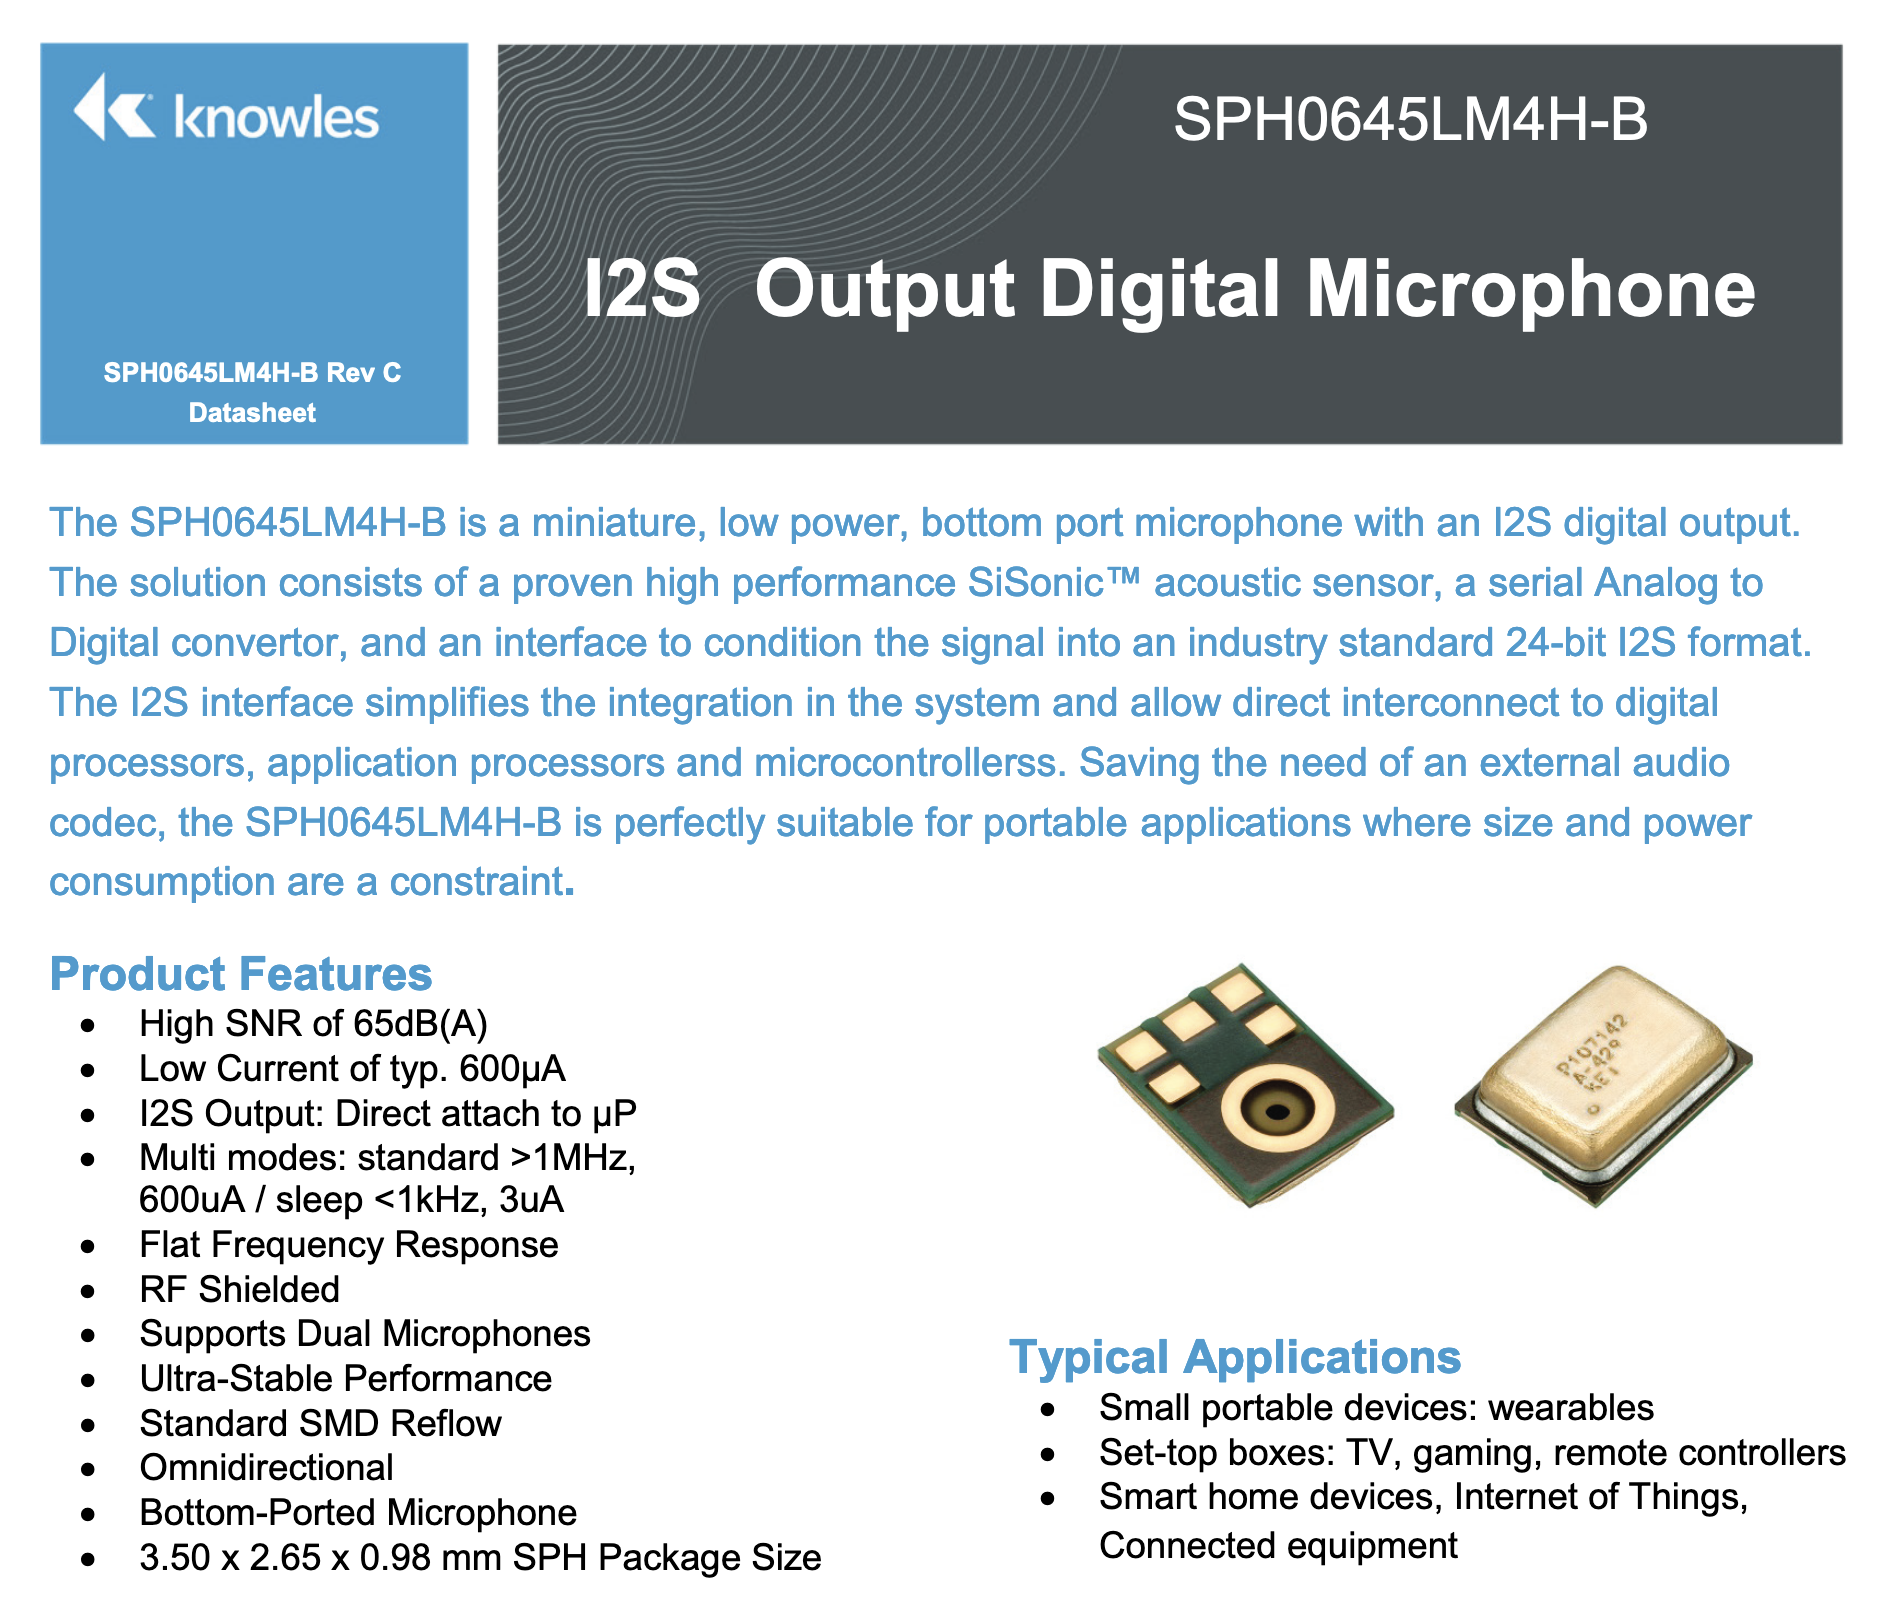 knowles
SPH0645LM4H-B Rev C
Datasheet
SPH0645LM4H-B
I2S Output Digital Microphone
The SPH0645LM4H-B is a miniature, low power, bottom port microphone with an I2S digital output.
The solution consists of a proven high performance SiSonic™ acoustic sensor, a serial Analog to
Digital convertor, and an interface to condition the signal into an industry standard 24-bit I2S format.
The I2S interface simplifies the integration in the system and allow direct interconnect to digital
processors, application processors and microcontrollerss. Saving the need of an external audio
codec, the SPH0645LM4H-B is perfectly suitable for portable applications where size and power
consumption are a constraint.
Product Features
• High SNR of 65dB(A)
• Low Current of typ. 600µA
• I2S Output: Direct attach to µP
• Multi modes: standard >1MHz,
600uA / sleep <1kHz, 3uA
• Flat Frequency Response
• RF Shielded
• Supports Dual Microphones
• Ultra-Stable Performance
• Standard SMD Reflow
• Omnidirectional
• Bottom-Ported Microphone
• 3.50 x 2.65 x 0.98 mm SPH Package Size
P107142
A-429
KE1
Typical Applications
• Small portable devices: wearables
• Set-top boxes: TV, gaming, remote controllers
• Smart home devices, Internet of Things,
Connected equipment